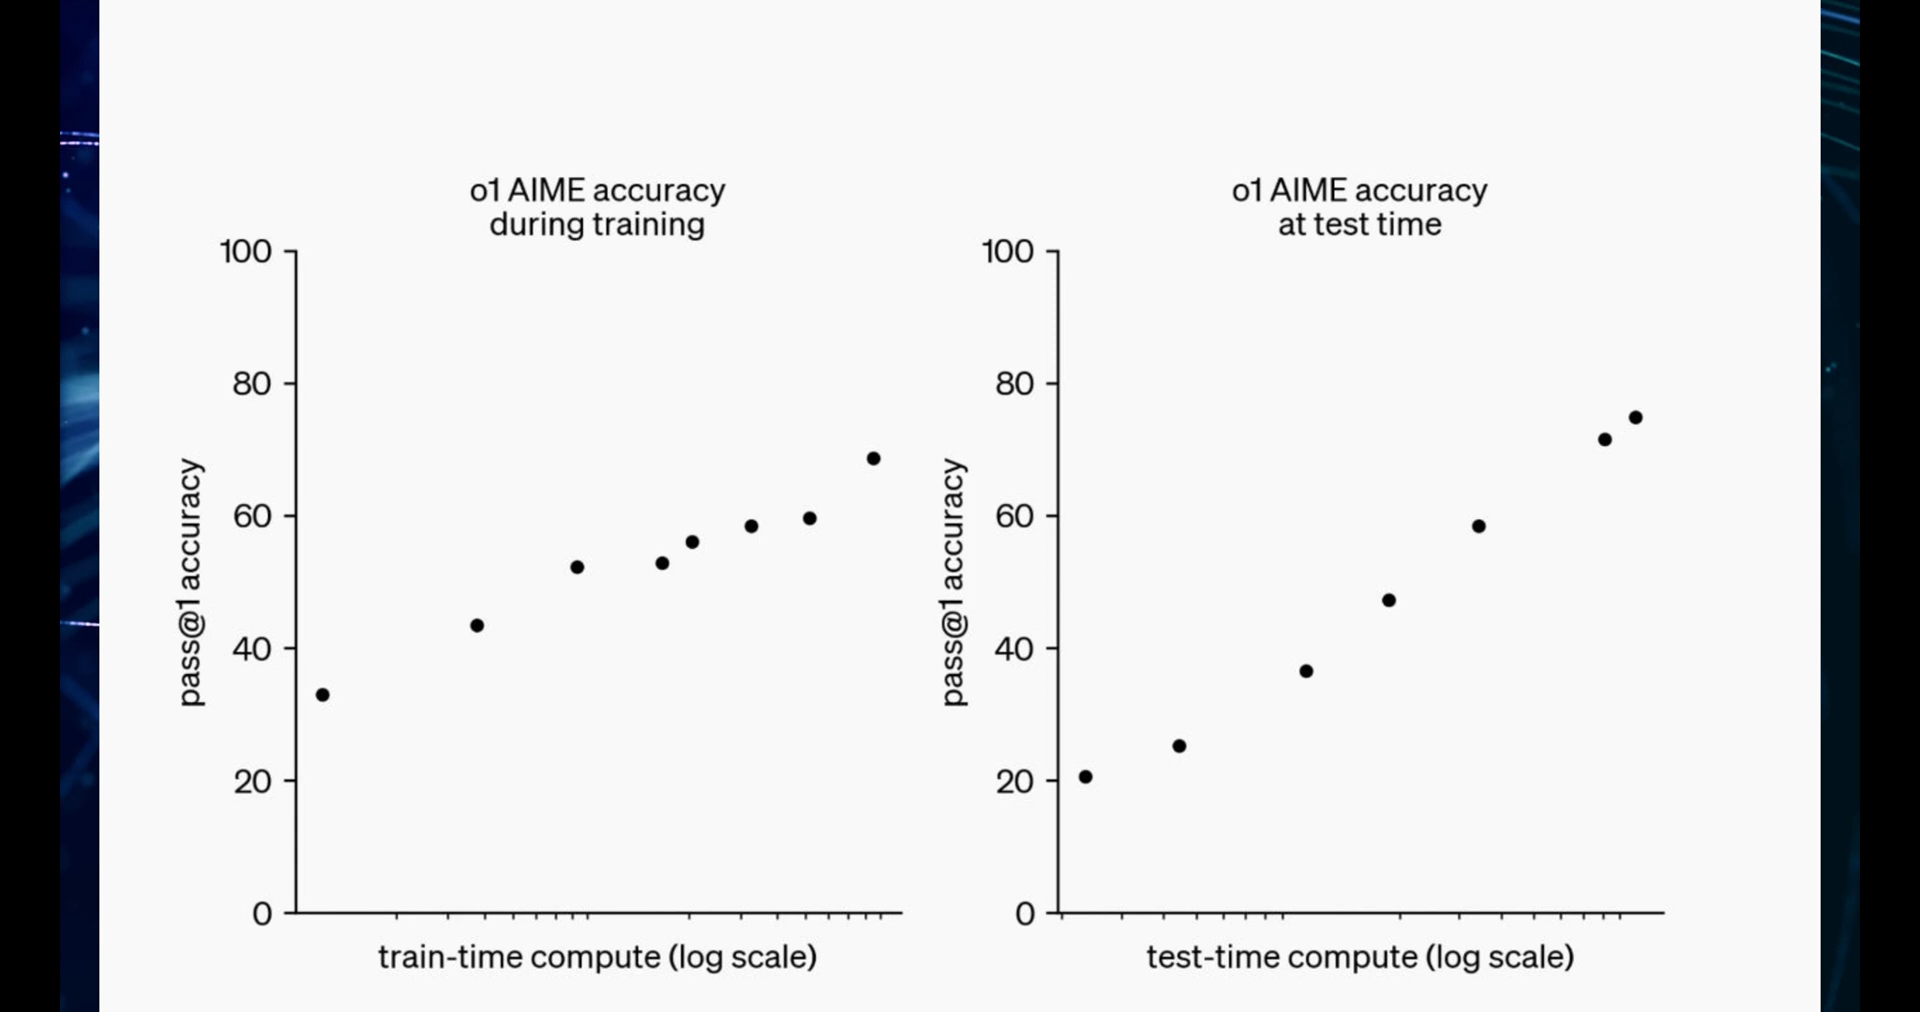 o1 AIME accuracy
during training
100
80
60
40
20
0
pass@1 accuracy
train-time compute (log scale)
o1 AIME accuracy
at test time
100
80
60
40
20
0
pass@1 accuracy
test-time compute (log scale)